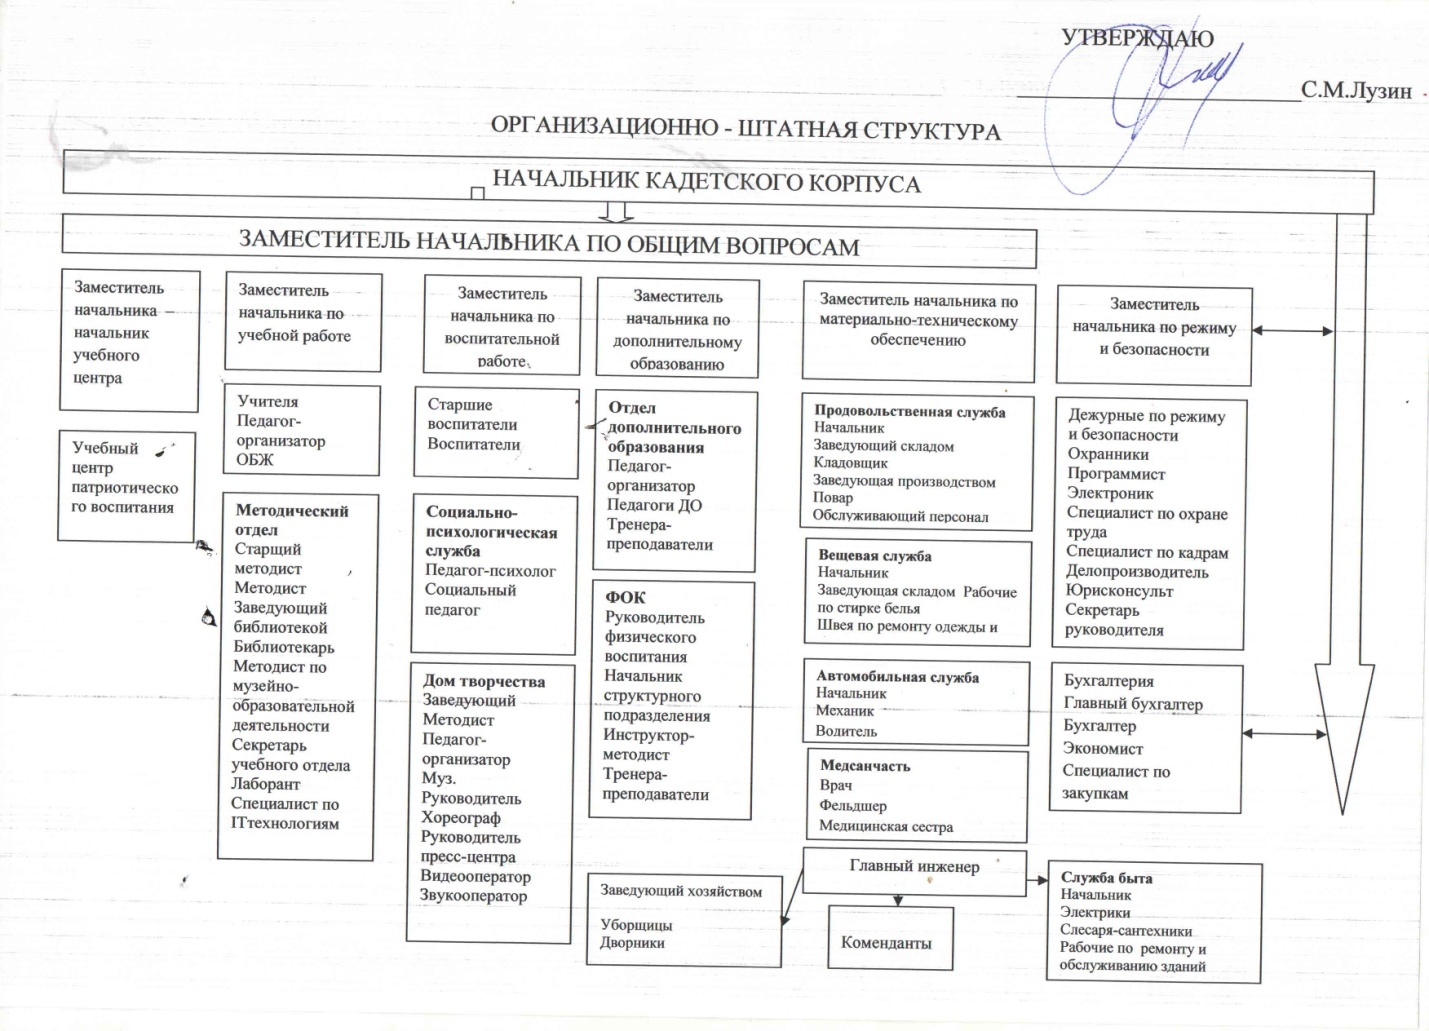 УТВЕРЖДАЮ
С.М.Лузин
ОРГАНИЗАЦИОННО - ШТАТНАЯ СТРУКТУРА
НАЧАЛЬНИК КАДЕТСКОГО КОРПУСА
ЗАМЕСТИТЕЛЬ НАЧАЛЬНИКА ПО ОБЩИМ ВОПРОСАМ
Заместитель
начальника –
начальник
учебного
центра
Учебный
центр
патриотическо
го воспитания
Заместитель
начальника по
учебной работе
Учителя
Педагог-
организатор
ОБЖ
Методический
отдел
Старщий
методист
Методист
Заведующий
библиотекой
Библиотекарь
Методист по
музейно-
образовательной
деятельности
Секретарь
учебного отдела
Лаборант
Специалист по
ITтехнологиям
Заместитель
начальника по
воспитательной
работе
Старшие
воспитатели
Воспитатели
Социально-
психологическая
служба
Педагог-психолог
Социальный
педагог
Дом творчества
Заведующий
Методист
Педагог-
организатор
Муз.
Руководитель
Хореограф
Руководитель
пресс-центра
Видеооператор
Звукооператор
Заместитель
начальника по
дополнительному
образованию
Отдел
дополнительного
образования
Педагог-
организатор
Педагоги ДО
Тренера-
преподаватели
ФОК
Руководитель
физического
воспитания
Начальник
структурного
подразделения
Инструктор-
методист
Тренера-
преподаватели
Заведующий хозяйством
Уборщицы
Дворники
Заместитель начальника по
материально-техническому
обеспечению
Продовольственная служба
Начальник
Заведующий складом
Кладовщик
Заведующая производством
Повар
Обслуживающий персонал
Вещевая служба
Начальник
Заведующая складом Рабочие
по стирке белья
Швея по ремонту одежды и
Автомобильная служба
Начальник
Механик
Водитель
Медсанчасть
Врач
Фельдшер
Медицинская сестра
Главный инженер
Коменданты
Заместитель
начальника по режиму
и безопасности
Дежурные по режиму
и безопасности
Охранники
Программист
Электроник
Специалист по охране
труда
Специалист по кадрам
Делопроизводитель
Юрисконсульт
Секретарь
руководителя
Бухгалтерия
Главный бухгалтер
Бухгалтер
Экономист
Специалист по
закупкам
Служба быта
Начальник
Электрики
Слесаря-сантехники
Рабочие по ремонту и
обслуживанию зданий